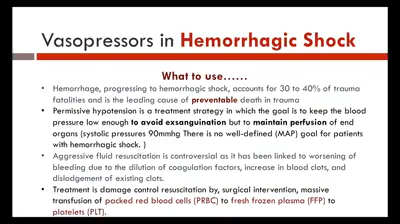 Vasopressors in Hemorrhagic Shock
What to use......
• Hemorrhage, progressing to hemorrhagic shock, accounts for 30 to 40% of trauma
fatalities and is the leading cause of preventable death in trauma
• Permissive hypotension is a treatment strategy in which the goal is to keep the blood
pressure low enough to avoid exsanguination but to maintain perfusion of end
organs (systolic pressures 90mmhg There is no well-defined (MAP) goal for patients
with hemorrhagic shock. )
• Aggressive fluid resuscitation is controversial as it has been linked to worsening of
bleeding due to the dilution of coagulation factors, increase in blood clots, and
dislodgement of existing clots.
• Treatment is damage control resuscitation by, surgical intervention, massive
transfusion of packed red blood cells (PRBC) to fresh frozen plasma (FFP) to
platelets (PLT).